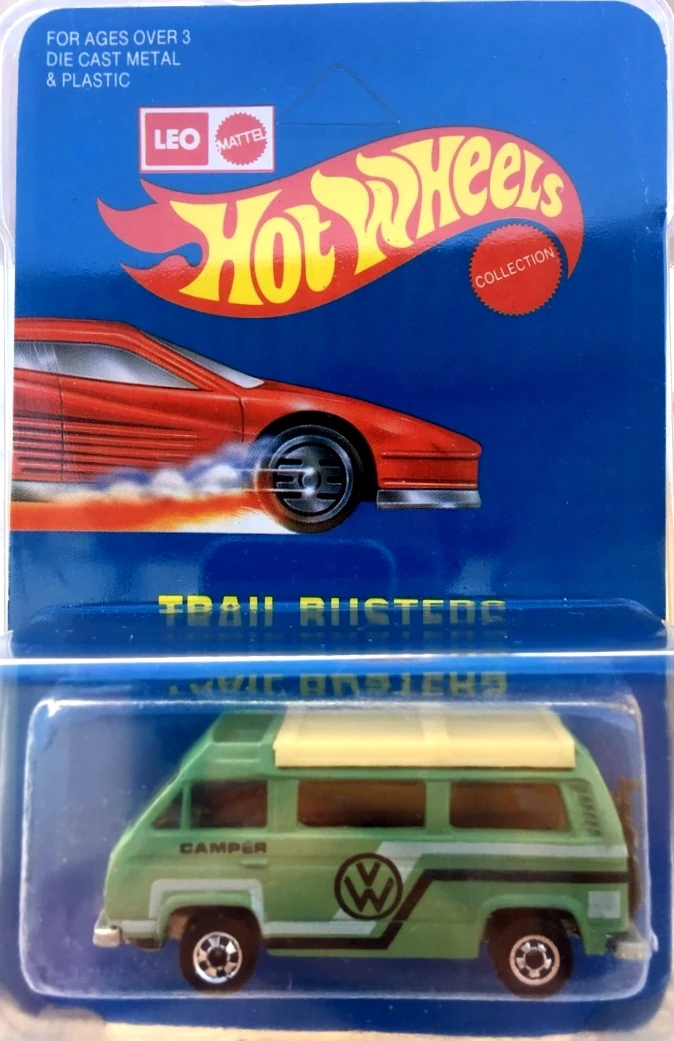 FOR AGES OVER 3
DIE CAST METAL
& PLASTIC
LEO
MATTEL
HOT WHEELS
COLLECTION
TRAIL BUSTERS
CAMPER
VW